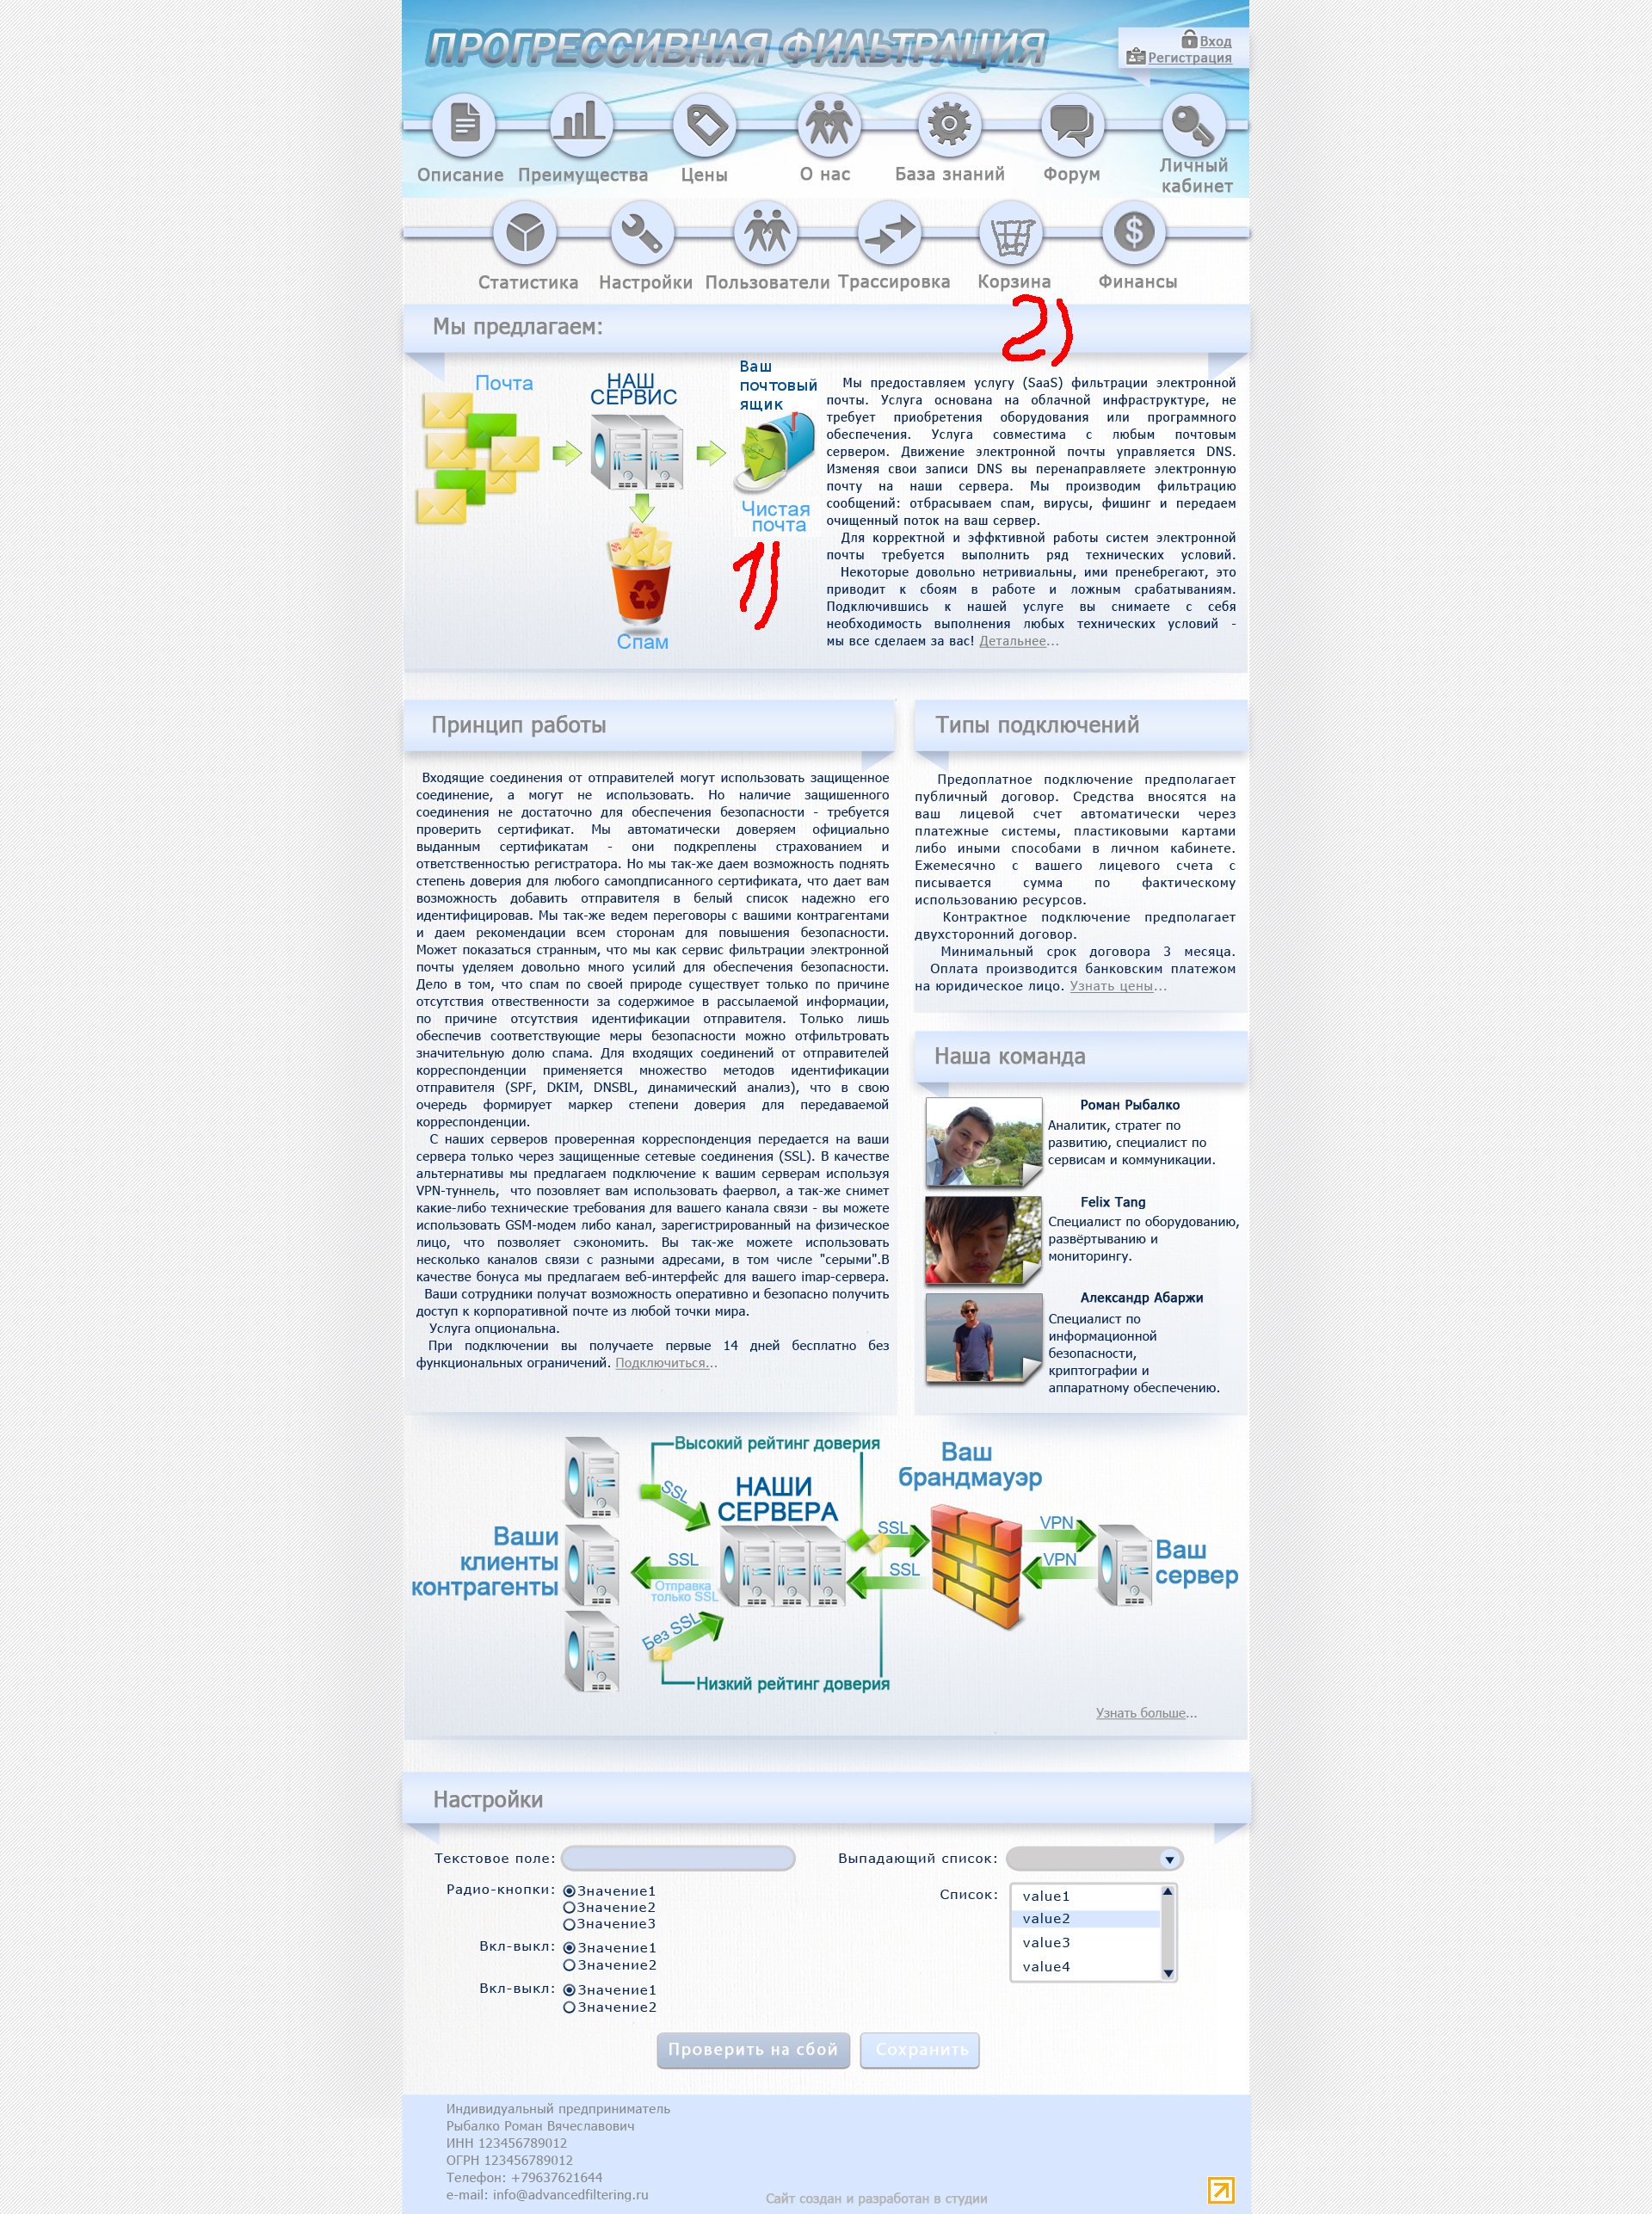 ПРОГРЕССИВНАЯ ФИЛЬТРАЦИЯ
Вход
Регистрация
Описание
Преимущества
Цены
О нас
База знаний
Форум
Личный
кабинет
Статистика
Настройки
Пользователи
Трассировка
Корзина
Финансы
Мы предлагаем:
2)
Почта
НАШ
СЕРВИС
Ваш
почтовый
ящик
Чистая
почта
1)
Спам
Мы предоставляем услугу (SaaS) фильтрации электронной
почты. Услуга основана на облачной инфраструктуре, не
требует приобретения оборудования или программного
обеспечения. Услуга совместима с любым почтовым
сервером. Движение электронной почты управляется DNS.
Изменяя свои записи DNS вы перенаправляете электронную
почту на наши сервера. Мы производим фильтрацию
сообщений: отбрасываем спам, вирусы, фишинг и передаем
очищенный поток на ваш сервер.
Для корректной и эффктивной работы систем электронной
почты требуется выполнить ряд технических условий.
Некоторые довольно нетривиальны, ими пренебрегают, это
приводит к сбоям в работе и ложным срабатываниям.
Подключившись к нашей услуге вы снимаете с себя
необходимость выполнения любых технических условий -
мы все сделаем за вас! Детальнее...
Принцип работы
Входящие соединения от отправителей могут использовать защищенное
соединение, а могут не использовать. Но наличие защишенного
соединения не достаточно для обеспечения безопасности - требуется
проверить сертификат. Мы автоматически доверяем официально
выданным сертификатам - они подкреплены страхованием и
ответственностью регистратора. Но мы так-же даем возможность поднять
степень доверия для любого самопдписанного сертификата, что дает вам
возможность добавить отправителя в белый список надежно его
идентифицировав. Мы так-же ведем переговоры с вашими контрагентами
и даем рекомендации всем сторонам для повышения безопасности.
Может показаться странным, что мы как сервис фильтрации электронной
почты уделяем довольно много усилий для обеспечения безопасности.
Дело в том, что спам по своей природе существует только по причине
отсутствия отвественности за содержимое в рассылаемой информации,
по причине отсутствия идентификации отправителя. Только лишь
обеспечив соответствующие меры безопасности можно отфильтровать
значительную долю спама. Для входящих соединений от отправителей
корреспонденции применяется множество методов идентификации
отправителя (SPF, DKIM, DNSBL, динамический анализ), что в свою
очередь формирует маркер степени доверия для передаваемой
корреспонденции.
С наших серверов проверенная корреспонденция передается на ваши
сервера только через защищенные сетевые соединения (SSL). В качестве
альтернативы мы предлагаем подключение к вашим серверам используя
VPN-туннель, что позовляет вам использовать фаервол, а так-же снимет
какие-либо технические требования для вашего канала связи - вы можете
использовать GSM-модем либо канал, зарегистрированный на физическое
лицо, что позволяет сэкономить. Вы так-же можете использовать
несколько каналов связи с разными адресами, в том числе "серыми".В
качестве бонуса мы предлагаем веб-интерфейс для вашего imap-сервера.
Ваши сотрудники получат возможность оперативно и безопасно получить
доступ к корпоративной почте из любой точки мира.
Услуга опциональна.
При подключении вы получаете первые 14 дней бесплатно без
функциональных ограничений. Подключиться...
Типы подключений
Предоплатное подключение предполагает
публичный договор. Средства вносятся на
ваш лицевой счет автоматически через
платежные системы, пластиковыми картами
либо иными способами в личном кабинете.
Ежемесячно с вашего лицевого счета с
писывается сумма по фактическому
использованию ресурсов.
Контрактное подключение предполагает
двухсторонний договор.
Минимальный срок договора 3 месяца.
Оплата производится банковским платежом
на юридическое лицо. Узнать цены...
Наша команда
Роман Рыбалко
Аналитик, стратег по
развитию, специалист по
сервисам и коммуникации.
Felix Tang
Специалист по оборудованию,
развёртыванию и
мониторингу.
Александр Абаржи
Специалист по
информационной
безопасности,
криптографии и
аппаратному обеспечению.
Высокий рейтинг доверия
Ваш
брандмауэр
SSL
НАШИ
СЕРВЕРА
SSL
VPN
Ваши
клиенты
контрагенты
SSL
SSL
VPN
Ваш
сервер
Отправка
только SSL
Без SSL
Низкий рейтинг доверия
Узнать больше...
Настройки
Текстовое поле:
Выпадающий список:
Радио-кнопки:
Значение1
Значение2
Значение3
Список:
value1
value2
value3
value4
Вкл-выкл:
Значение1
Значение2
Вкл-выкл:
Значение1
Значение2
Проверить на сбой
Сохранить
Индивидуальный предприниматель
Рыбалко Роман Вячеславович
ИНН 123456789012
ОГРН 123456789012
Телефон: +79637621644
e-mail: info@advancedfiltering.ru
Сайт создан и разработан в студии